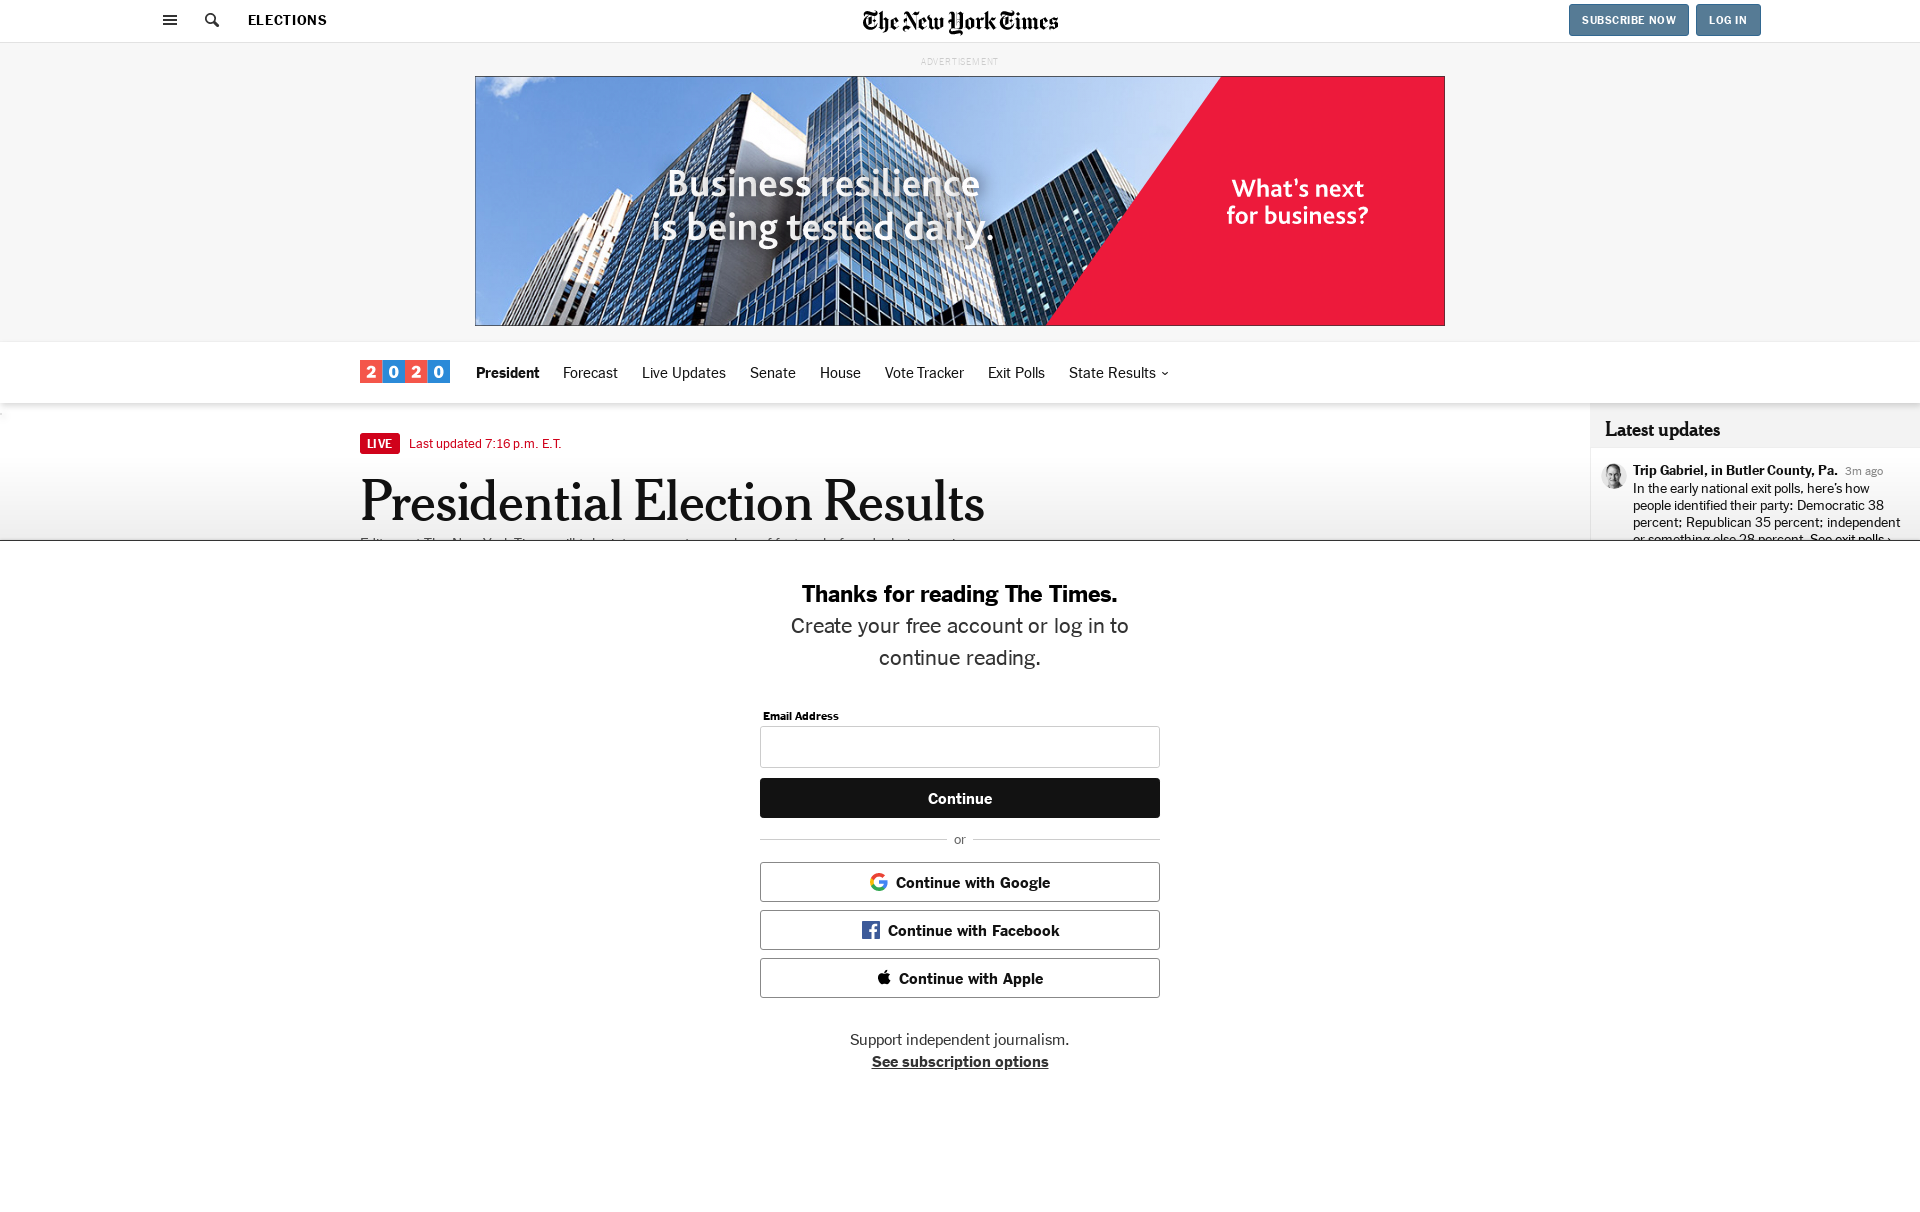 ELECTIONS
The New York Times
SUBSCRIBE NOW
LOG IN
ADVERTISEMENT
Business resilience
is being tested daily.
What's next
for business?
2020
President
Forecast
Live Updates
Senate
House
Vote Tracker
Exit Polls
State Results
LIVE
Last updated 7:16 p.m. E.T.
Presidential Election Results
Latest updates
Trip Gabriel, in Butler County, Pa. 3m ago
In the early national exit polls, here's how
people identified their party: Democratic 38
percent; Republican 35 percent; independent
or something else 28 percent. See exit polls ›
Thanks for reading The Times.
Create your free account or log in to
continue reading.
Email Address
Continue
or
Continue with Google
Continue with Facebook
Continue with Apple
Support independent journalism.
See subscription options